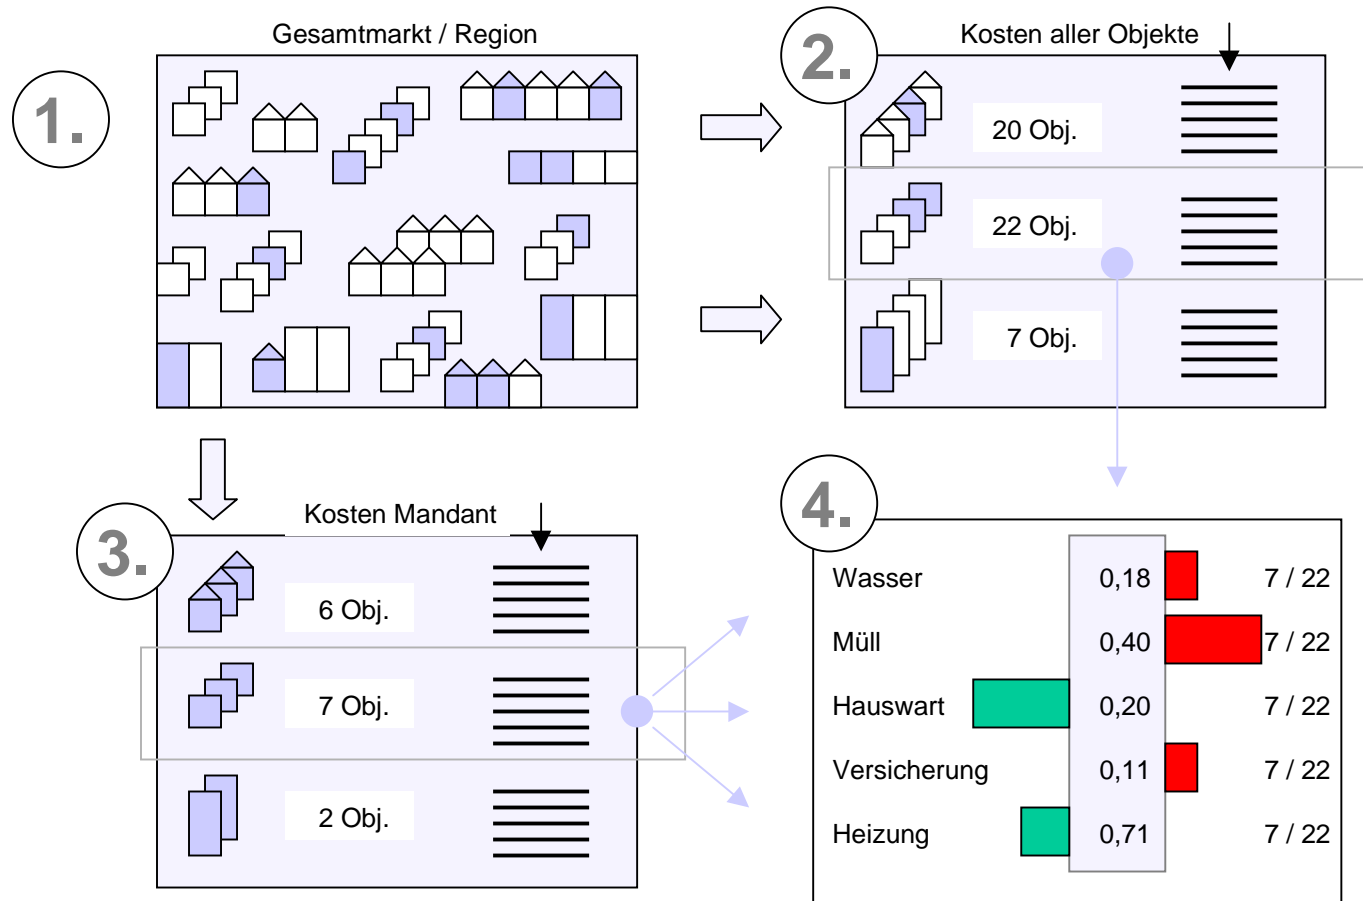 1.
Gesamtmarkt / Region
2.
Kosten aller Objekte
20 Obj.
22 Obj.
7 Obj.
3.
Kosten Mandant
6 Obj.
7 Obj.
2 Obj.
4.
Wasser 0,18 7 / 22
Müll 0,40 7 / 22
Hauswart 0,20 7 / 22
Versicherung 0,11 7 / 22
Heizung 0,71 7 / 22